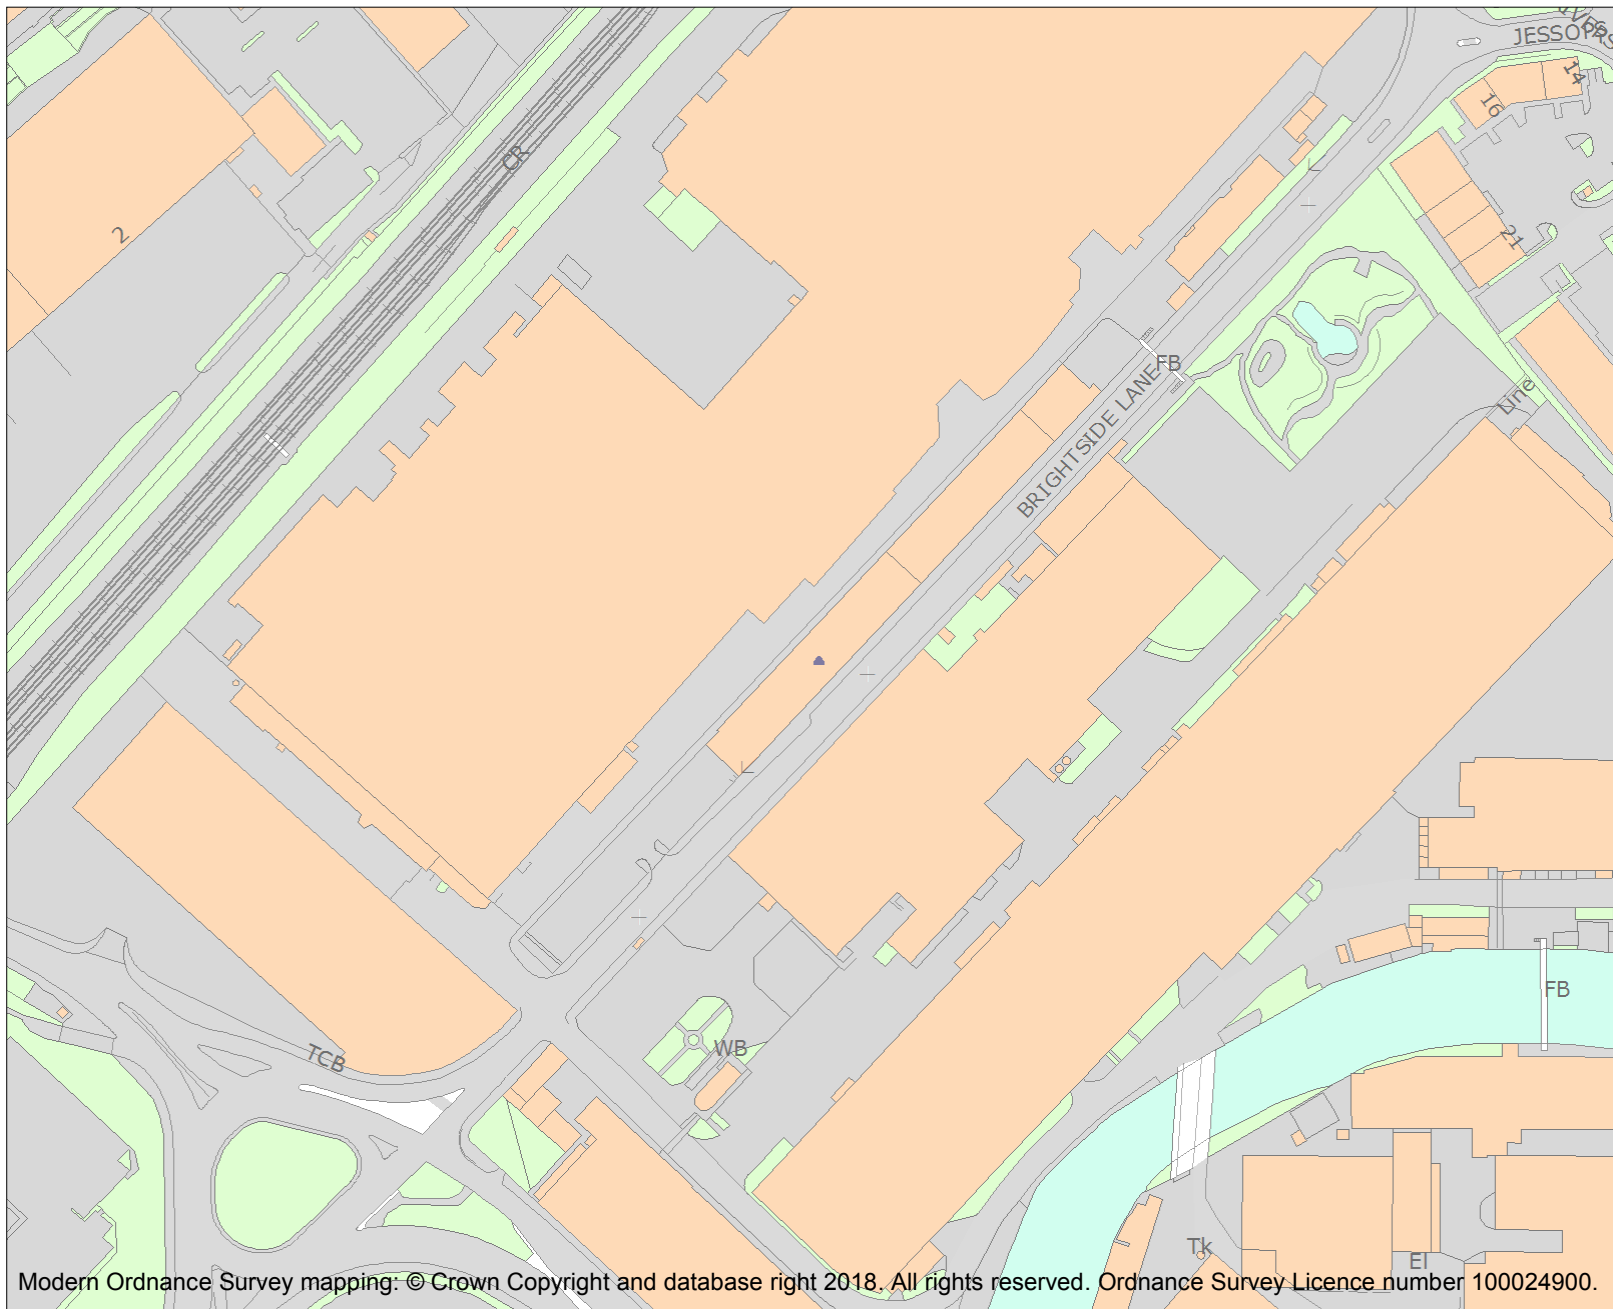 JESSOP
14
16
CR
2
21
FB
BRIGHTSIDE LANE
Line
FB
WB
TCB
Tk
El
Modern Ordnance Survey mapping: © Crown Copyright and database right 2018. All rights reserved. Ordnance Survey Licence number 100024900.